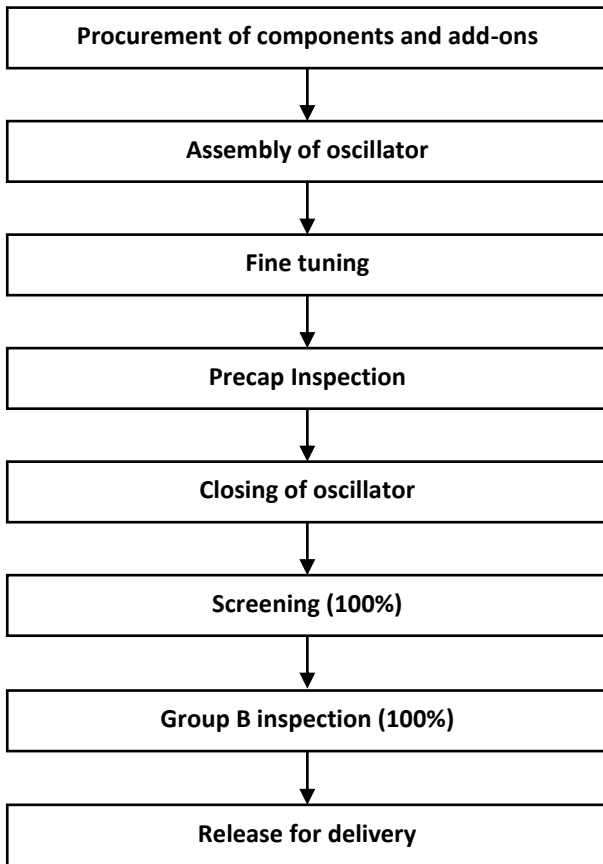 Procurement of components and add-ons
Assembly of oscillator
Fine tuning
Precap Inspection
Closing of oscillator
Screening (100%)
Group B inspection (100%)
Release for delivery